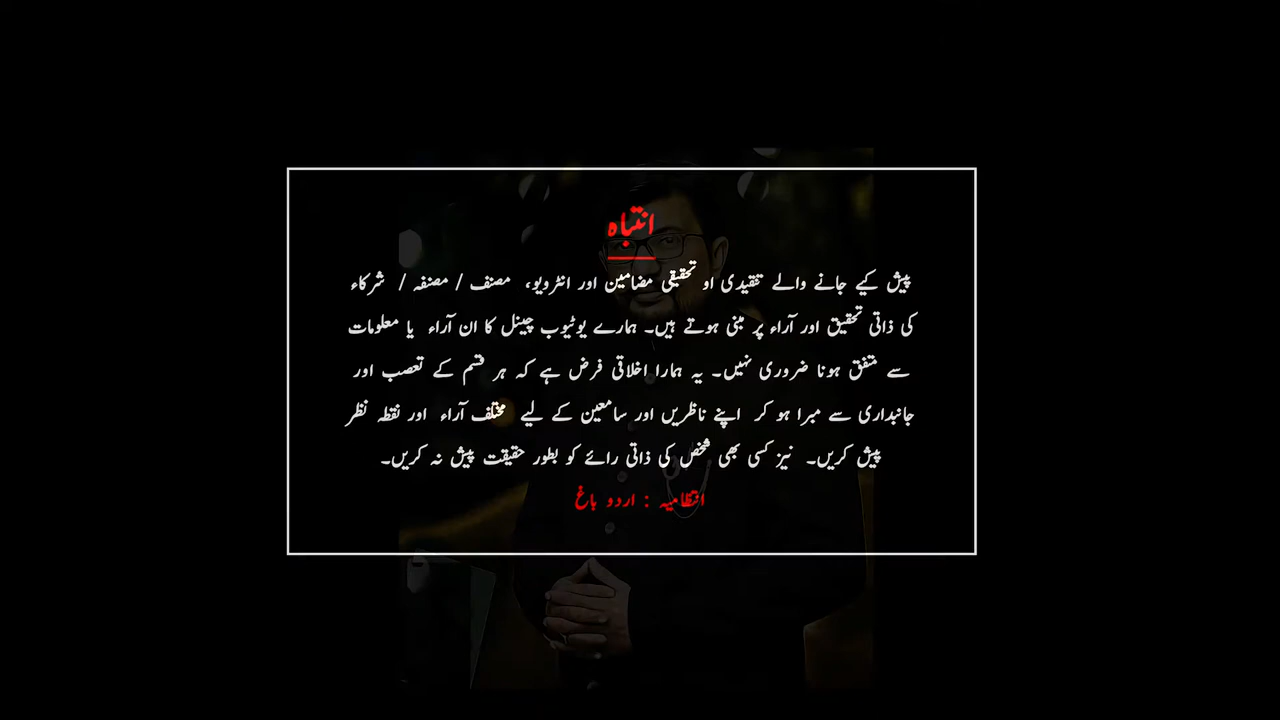 انتباہ
پیش کیے جانے والے تنقیدی او تحقیقی مضامین اور انٹرویو، مصنف / مصنفہ / شرکاء
کی ذاتی تحقیق اور آراء پر مبنی ہوتے ہیں۔ ہمارے یوٹیوب چینل کا ان آراء یا معلومات
سے متفق ہونا ضروری نہیں۔ یہ ہمارا اخلاقی فرض ہے کہ ہر قسم کے تعصب اور
جانبداری سے مبرا ہو کر اپنے ناظریں اور سامعین کے لیے مختلف آراء اور نقطہ نظر
پیش کریں۔ نیز کسی بھی شخص کی ذاتی رائے کو بطور حقیقت پیش نہ کریں۔
انتظامیہ : اردو باغ